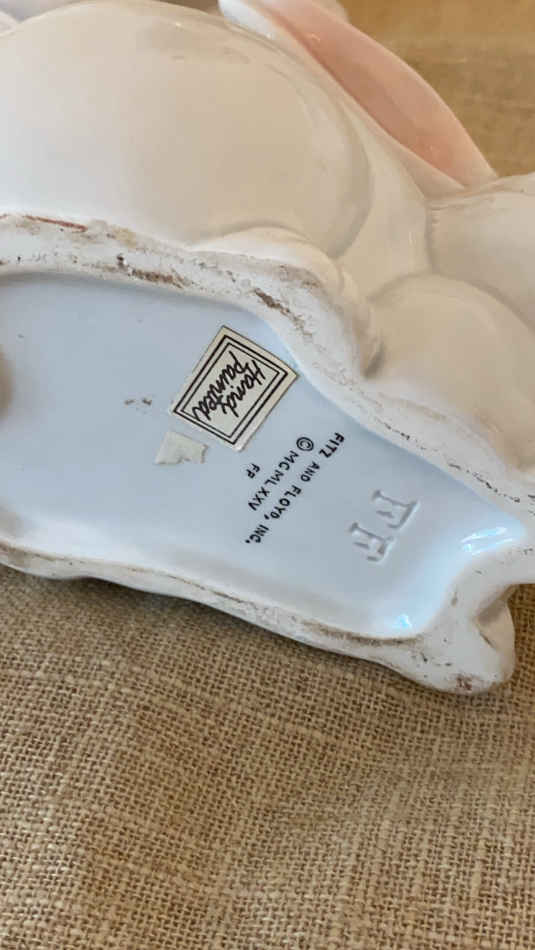 Hand
Painted
FITZ AND FLOYD, INC.
© MCMLXXV
FF
FF